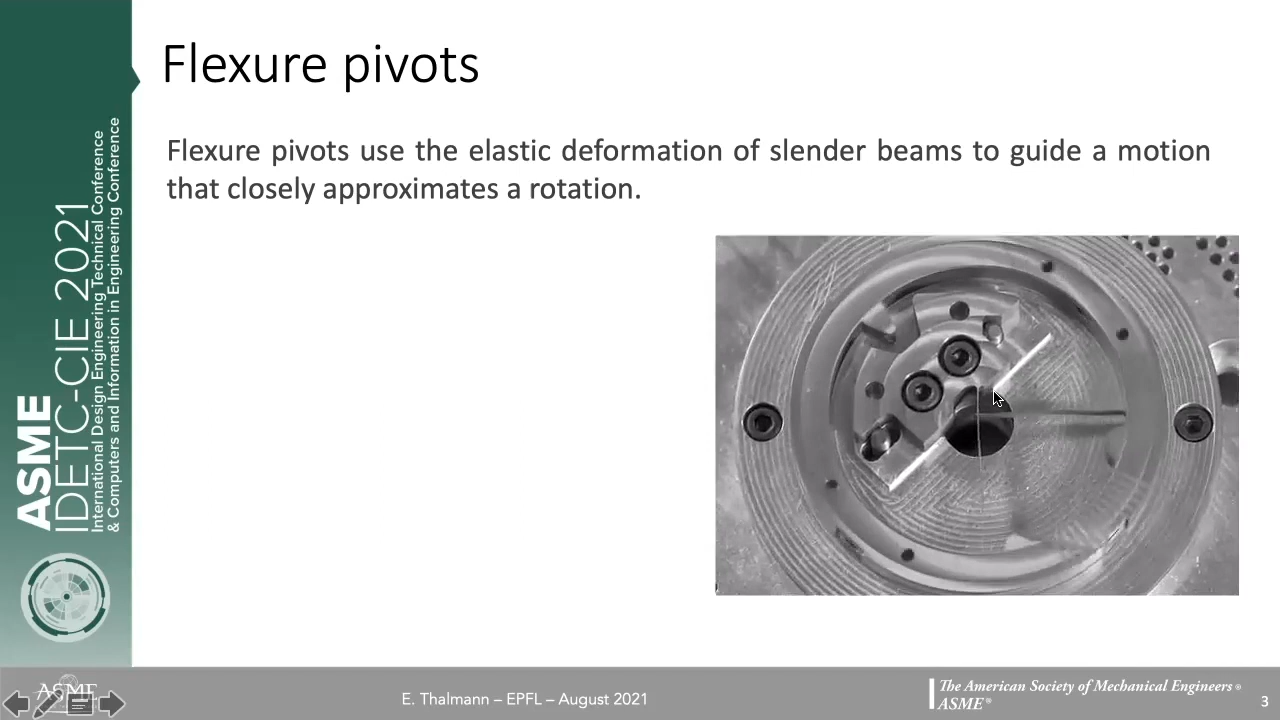 Flexure pivots
Flexure pivots use the elastic deformation of slender beams to guide a motion
that closely approximates a rotation.
ASME
IDETC-CIE 2021
International Design Engineering Technical Conference
& Computers and Information in Engineering Conference
ASME
E. Thalmann – EPFL – August 2021
The American Society of Mechanical Engineers ®
ASME®
3